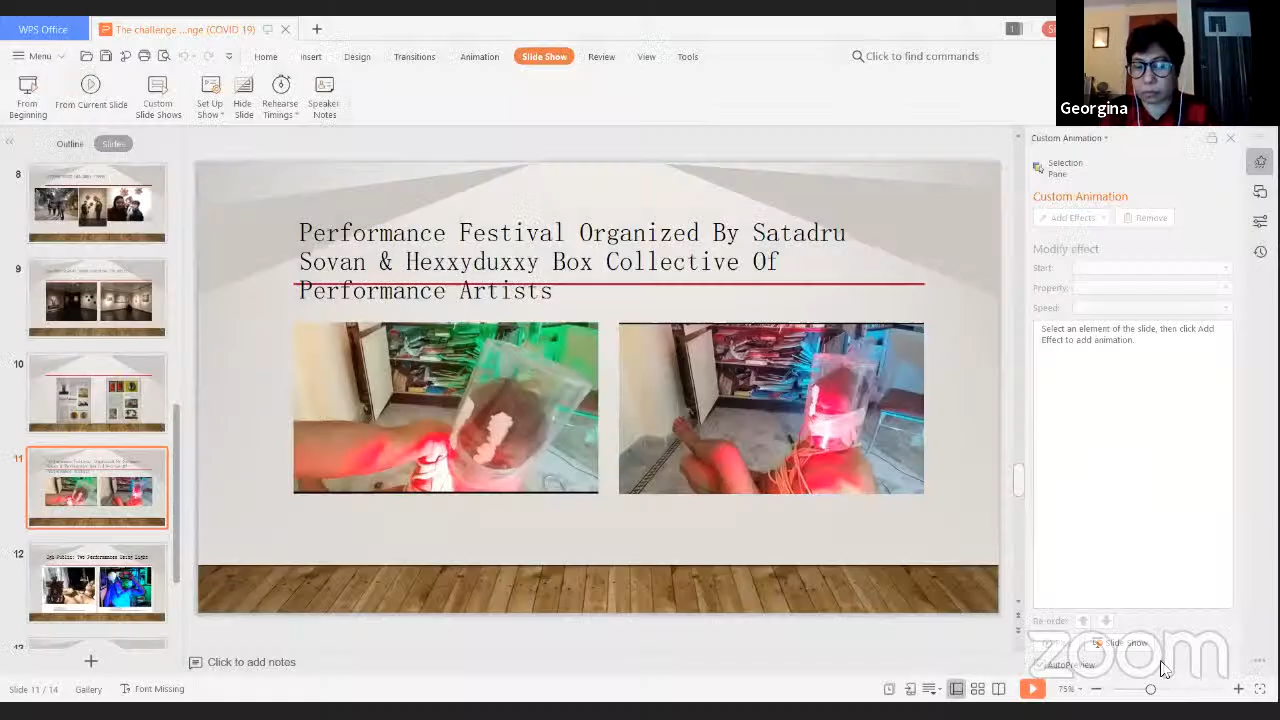 WPS Office
The challenge ...nge (COVID 19)
Menu
Home
Insert
Design
Transitions
Animation
Slide Show
Review
View
Tools
Click to find commands
From Beginning
From Current Slide
Custom Slide Shows
Set Up Show
Hide Slide
Rehearse Timings
Speaker Notes
Georgina
Outline
Slides
8
9
10
11
12
13
Performance Festival Organized By Satadru
Sovan & Hexxyduxxy Box Collective Of
Performance Artists
Custom Animation
Selection
Pane
Custom Animation
Add Effects
Remove
Modify effect
Start:
Property:
Speed:
Select an element of the slide, then click Add
Effect to add animation.
Re-order
Slide Show
AutoPreview
zoom
Click to add notes
Slide 11 / 14
Gallery
Font Missing
75%